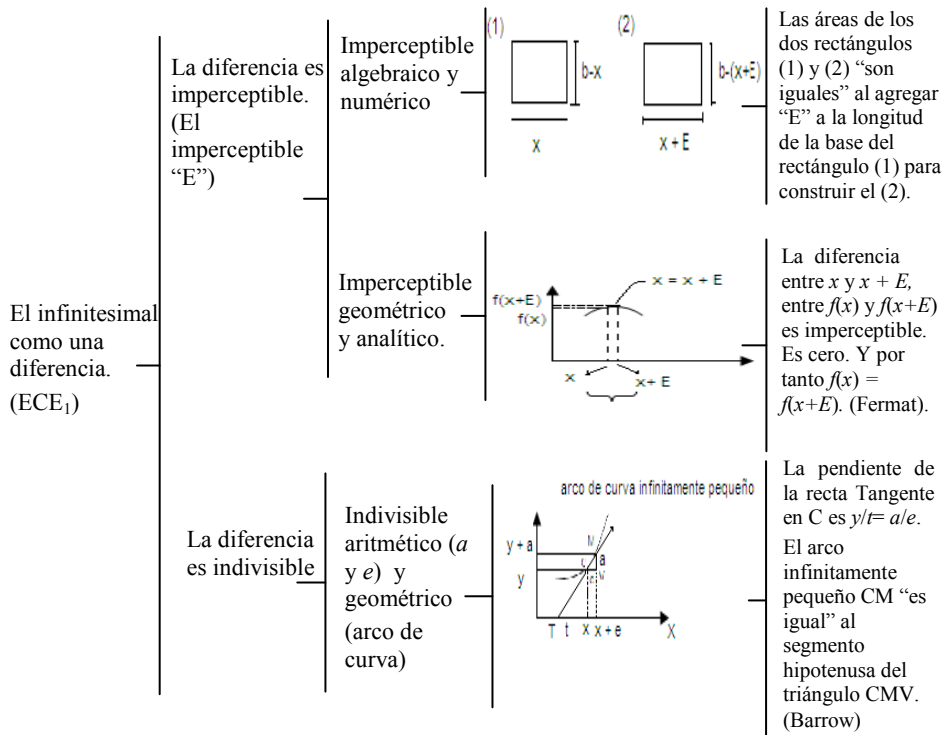 El infinitesimal
como una
diferencia.
(ECE₁)
La diferencia es
imperceptible.
(El
imperceptible
“E”)
Imperceptible
algebraico y
numérico
(1)
b-x
x
(2)
b-(x+E)
x + E
Las áreas de los
dos rectángulos
(1) y (2) “son
iguales” al agregar
“E” a la longitud
de la base del
rectángulo (1) para
construir el (2).
Imperceptible
geométrico
y analítico.
x = x + E
f(x+E)
f(x)
x
x+ E
La diferencia
entre x y x + E,
entre f(x) y f(x+E)
es imperceptible.
Es cero. Y por
tanto f(x) =
f(x+E). (Fermat).
La diferencia
es indivisible
Indivisible
aritmético (a
y e) y
geométrico
(arco de
curva)
arco de curva infinitamente pequeño
y + a
a
y
T t x x + e X
La pendiente de
la recta Tangente
en C es y/t= a/e.
El arco
infinitamente
pequeño CM “es
igual” al
segmento
hipotenusa del
triángulo CMV.
(Barrow)